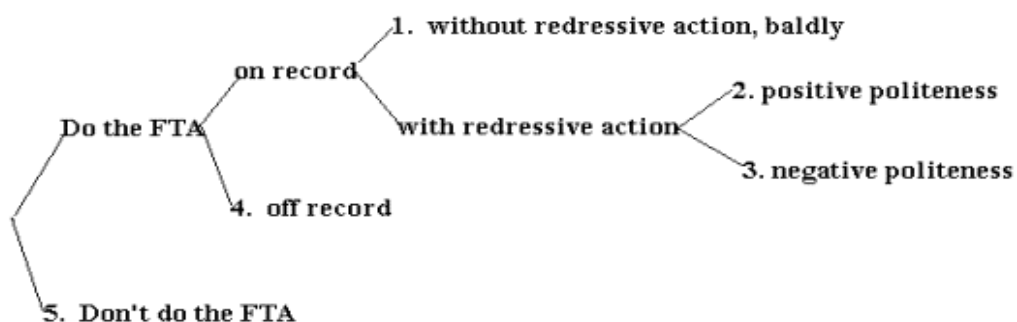 1. without redressive action, baldly
on record
2. positive politeness
Do the FTA
with redressive action
3. negative politeness
4. off record
5. Don't do the FTA